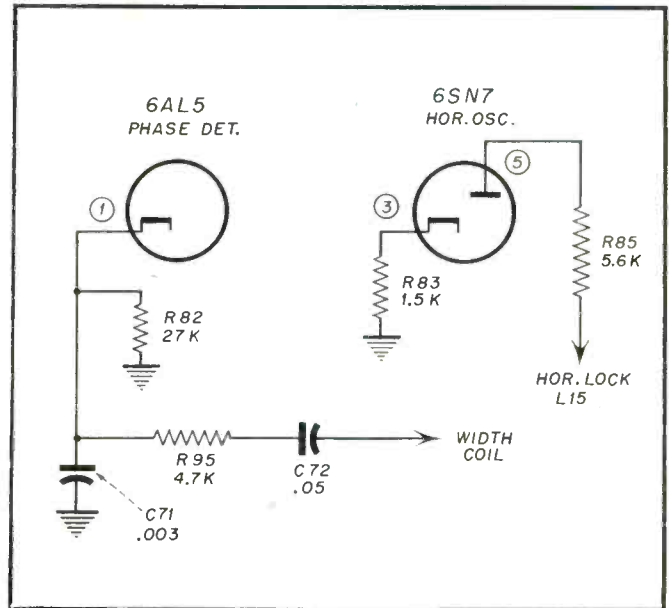 6AL5
PHASE DET.
6SN7
HOR. OSC.
1
3
5
R82
27K
R83
1.5K
R85
5.6K
HOR. LOCK
L15
R95
4.7K
C72
.05
WIDTH
COIL
C71
.003